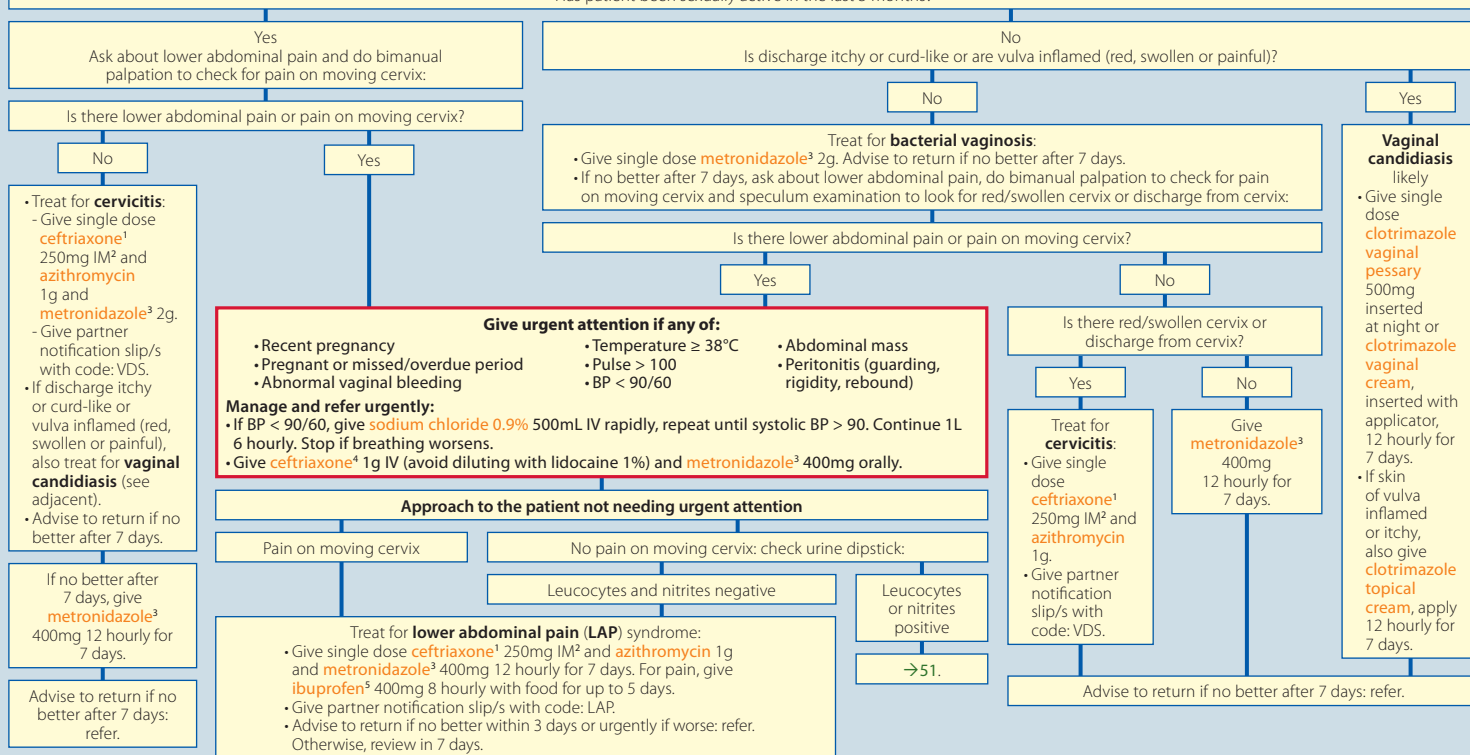 Yes
Ask about lower abdominal pain and do bimanual
palpation to check for pain on moving cervix:
No
Is discharge itchy or curd-like or are vulva inflamed (red, swollen or painful)?
Is there lower abdominal pain or pain on moving cervix?
No
Yes
No
Yes
• Treat for cervicitis:
- Give single dose
ceftriaxone¹
250mg IM² and
azithromycin
1g and
metronidazole³ 2g.
- Give partner
notification slip/s
with code: VDS.
• If discharge itchy
or curd-like or
vulva inflamed (red,
swollen or painful),
also treat for vaginal
candidiasis (see
adjacent).
• Advise to return if no
better after 7 days.
If no better after
7 days, give
metronidazole³
400mg 12 hourly for
7 days.
Advise to return if no
better after 7 days:
refer.
Treat for bacterial vaginosis:
• Give single dose metronidazole³ 2g. Advise to return if no better after 7 days.
• If no better after 7 days, ask about lower abdominal pain, do bimanual palpation to check for pain
on moving cervix and speculum examination to look for red/swollen cervix or discharge from cervix:
Is there lower abdominal pain or pain on moving cervix?
Yes
No
Give urgent attention if any of:
• Recent pregnancy
• Pregnant or missed/overdue period
• Abnormal vaginal bleeding
• Temperature ≥ 38°C
• Pulse > 100
• BP < 90/60
• Abdominal mass
• Peritonitis (guarding,
rigidity, rebound)
Manage and refer urgently:
• If BP < 90/60, give sodium chloride 0.9% 500mL IV rapidly, repeat until systolic BP > 90. Continue 1L
6 hourly. Stop if breathing worsens.
• Give ceftriaxone⁴ 1g IV (avoid diluting with lidocaine 1%) and metronidazole³ 400mg orally.
Approach to the patient not needing urgent attention
Pain on moving cervix
No pain on moving cervix: check urine dipstick:
Leucocytes and nitrites negative
Leucocytes
or nitrites
positive
→51.
Treat for lower abdominal pain (LAP) syndrome:
• Give single dose ceftriaxone¹ 250mg IM² and azithromycin 1g
and metronidazole³ 400mg 12 hourly for 7 days. For pain, give
ibuprofen⁵ 400mg 8 hourly with food for up to 5 days.
• Give partner notification slip/s with code: LAP.
• Advise to return if no better within 3 days or urgently if worse: refer.
Otherwise, review in 7 days.
Is there red/swollen cervix or
discharge from cervix?
Yes
No
Treat for
cervicitis:
• Give single
dose
ceftriaxone¹
250mg IM² and
azithromycin
1g.
• Give partner
notification
slip/s with
code: VDS.
Give
metronidazole³
400mg
12 hourly for
7 days.
Vaginal
candidiasis
likely
• Give single
dose
clotrimazole
vaginal
pessary
500mg
inserted
at night or
clotrimazole
vaginal
cream,
inserted with
applicator,
12 hourly for
7 days.
• If skin
of vulva
inflamed
or itchy,
also give
clotrimazole
topical
cream, apply
12 hourly for
7 days.
Advise to return if no better after 7 days: refer.